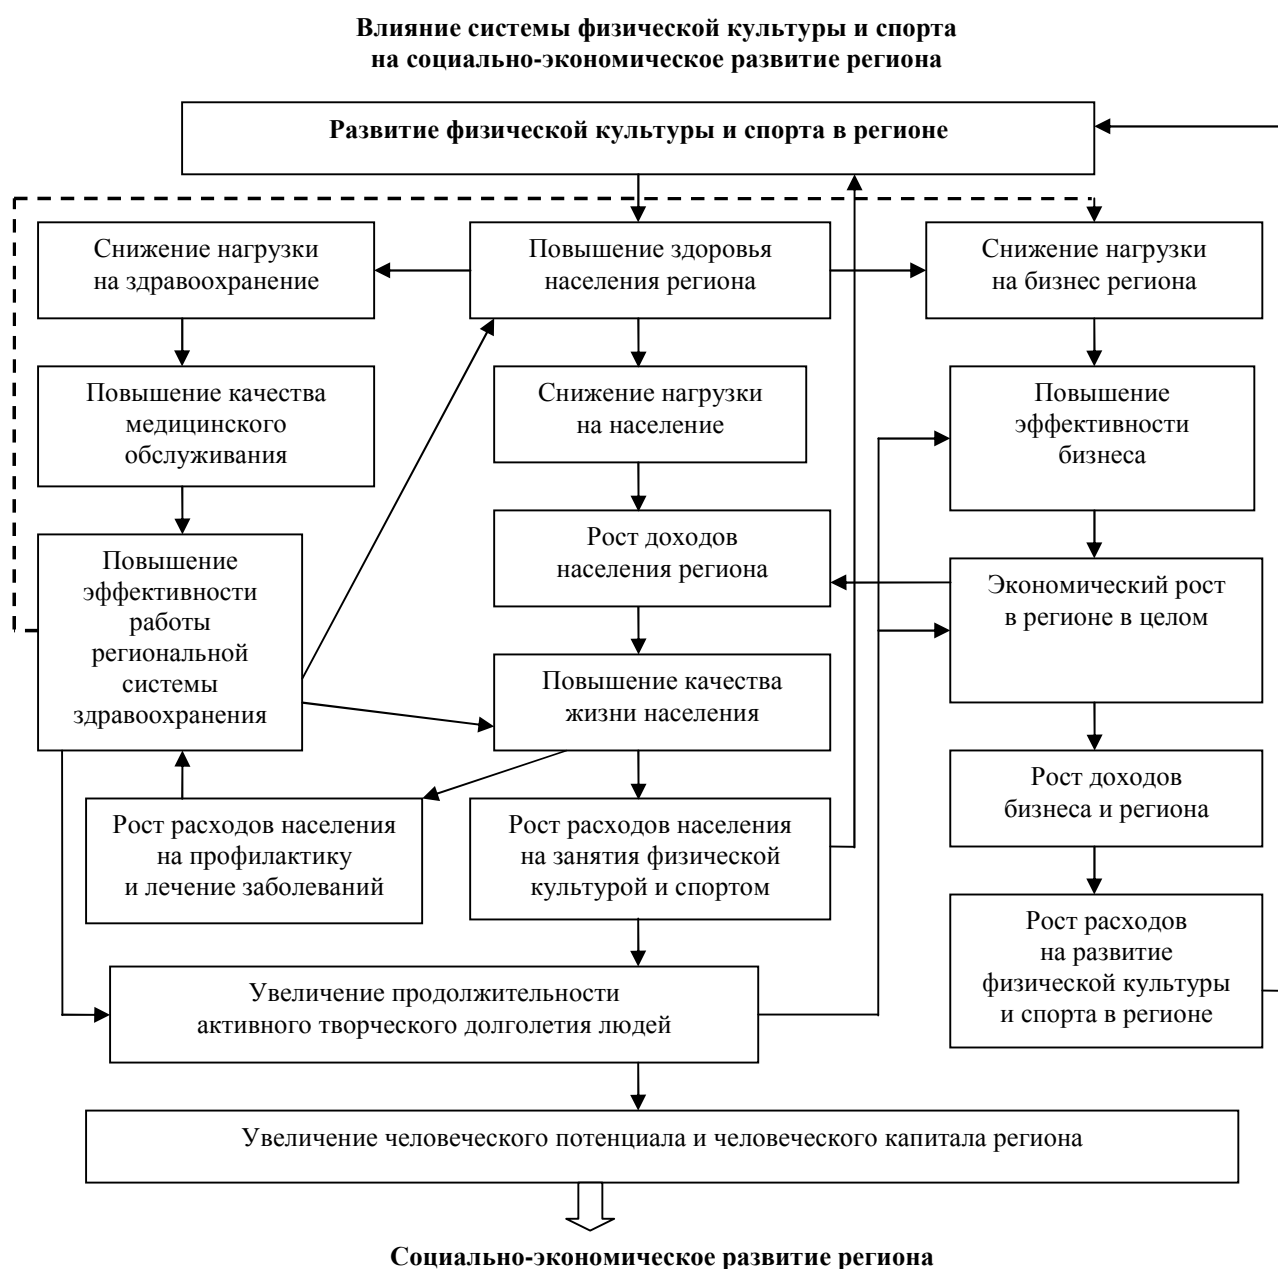 Влияние системы физической культуры и спорта
на социально-экономическое развитие региона
Развитие физической культуры и спорта в регионе
Снижение нагрузки
на здравоохранение
Повышение здоровья
населения региона
Снижение нагрузки
на бизнес региона
Повышение качества
медицинского
обслуживания
Снижение нагрузки
на население
Повышение
эффективности
бизнеса
Повышение
эффективности
работы
региональной
системы
здравоохранения
Рост доходов
населения региона
Экономический рост
в регионе в целом
Повышение качества
жизни населения
Рост доходов
бизнеса и региона
Рост расходов населения
на профилактику
и лечение заболеваний
Рост расходов населения
на занятия физической
культурой и спортом
Рост расходов
на развитие
физической культуры
и спорта в регионе
Увеличение продолжительности
активного творческого долголетия людей
Увеличение человеческого потенциала и человеческого капитала региона
Социально-экономическое развитие региона